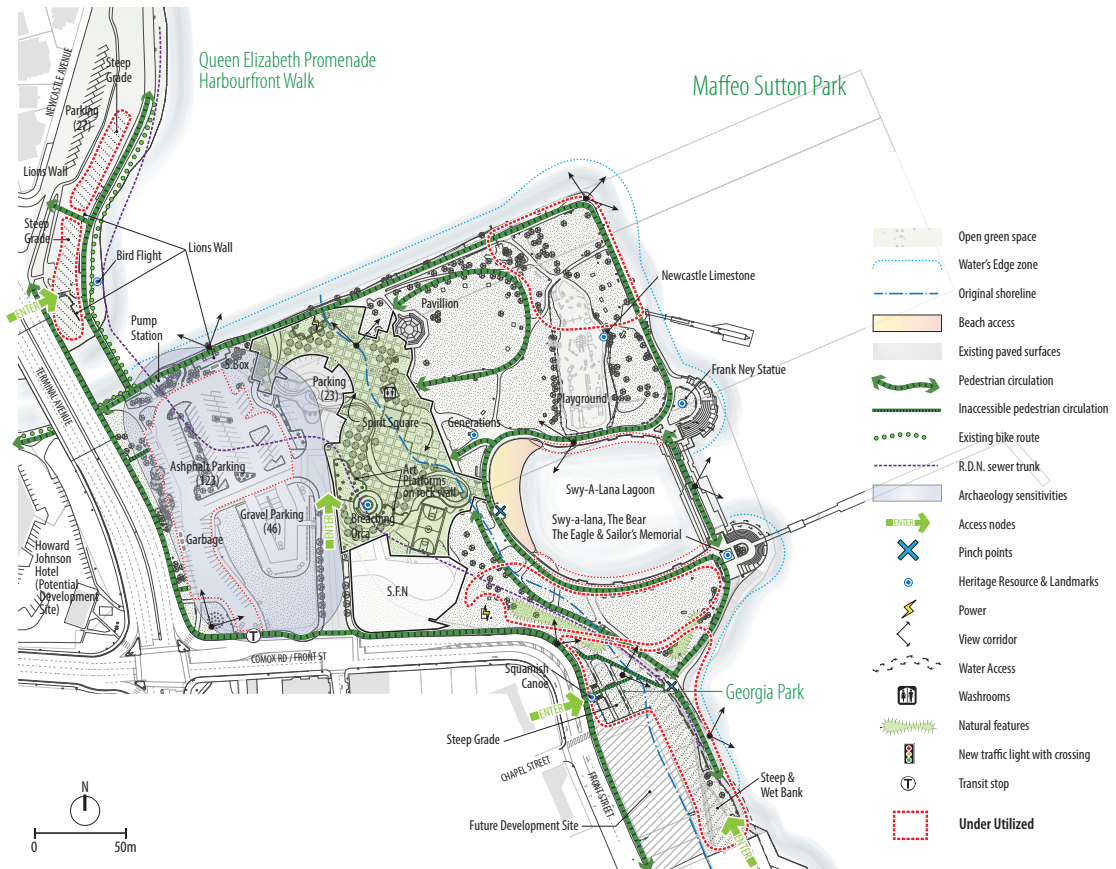 Queen Elizabeth Promenade
Harbourfront Walk
Maffeo Sutton Park
NEWCASTLE AVENUE
Steep
Grade
Parking
(27)
Lions Wall
Steep
Grade
Lions Wall
Bird Flight
ENTER
Pump
Station
TERMINAL AVENUE
S.Box
Parking
(23)
Pavillion
Newcastle Limestone
Frank Ney Statue
Playground
Spirit Square
Generations
Ashphalt Parking
(123)
Art
Platforms
on rock wall
Swy-A-Lana Lagoon
Gravel Parking
(46)
ENTER
Breaching
Orca
Swy-a-lana, The Bear
The Eagle & Sailor's Memorial
Garbage
Howard
Johnson
Hotel
(Potential
Development
Site)
S.F.N
T
COMOX RD / FRONT ST
Squamish
Canoe
ENTER
Georgia Park
Steep Grade
CHAPEL STREET
FRONT STREET
Steep &
Wet Bank
Future Development Site
ENTER
N
0 50m
Open green space
Water's Edge zone
Original shoreline
Beach access
Existing paved surfaces
Pedestrian circulation
Inaccessible pedestrian circulation
Existing bike route
R.D.N. sewer trunk
Archaeology sensitivities
ENTER Access nodes
Pinch points
Heritage Resource & Landmarks
Power
View corridor
Water Access
Washrooms
Natural features
New traffic light with crossing
T Transit stop
Under Utilized